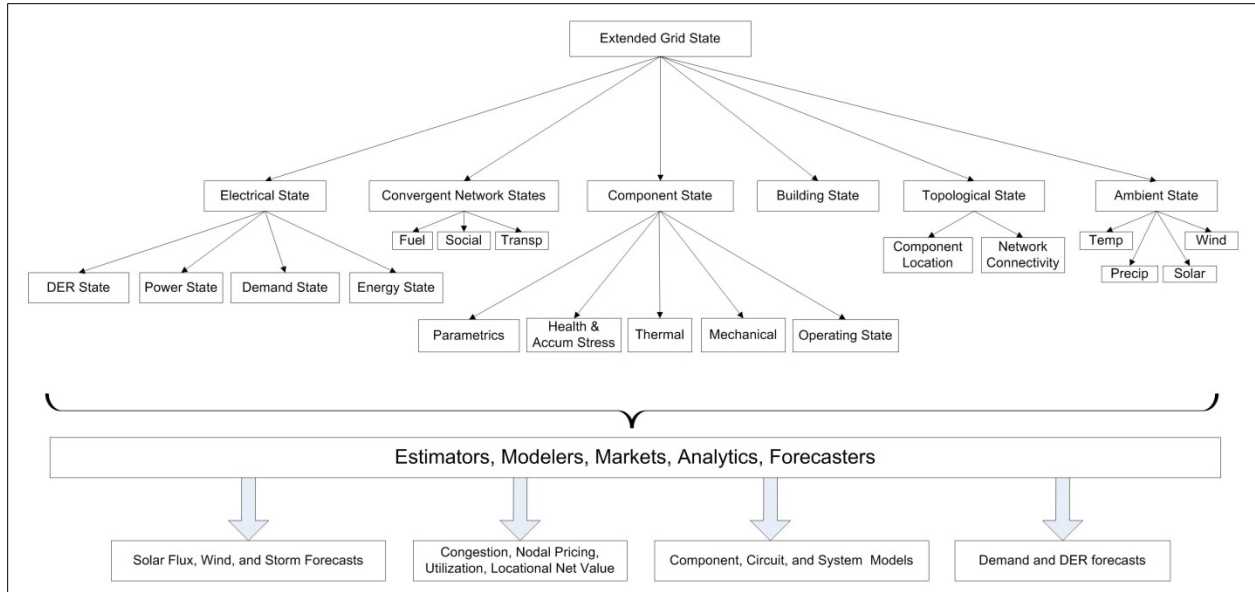 Extended Grid State
Electrical State
Convergent Network States
Component State
Building State
Topological State
Ambient State
Fuel
Social
Transp
Component
Location
Network
Connectivity
Temp
Wind
Precip
Solar
DER State
Power State
Demand State
Energy State
Parametrics
Health &
Accum Stress
Thermal
Mechanical
Operating State
Estimators, Modelers, Markets, Analytics, Forecasters
Solar Flux, Wind, and Storm Forecasts
Congestion, Nodal Pricing,
Utilization, Locational Net Value
Component, Circuit, and System Models
Demand and DER forecasts